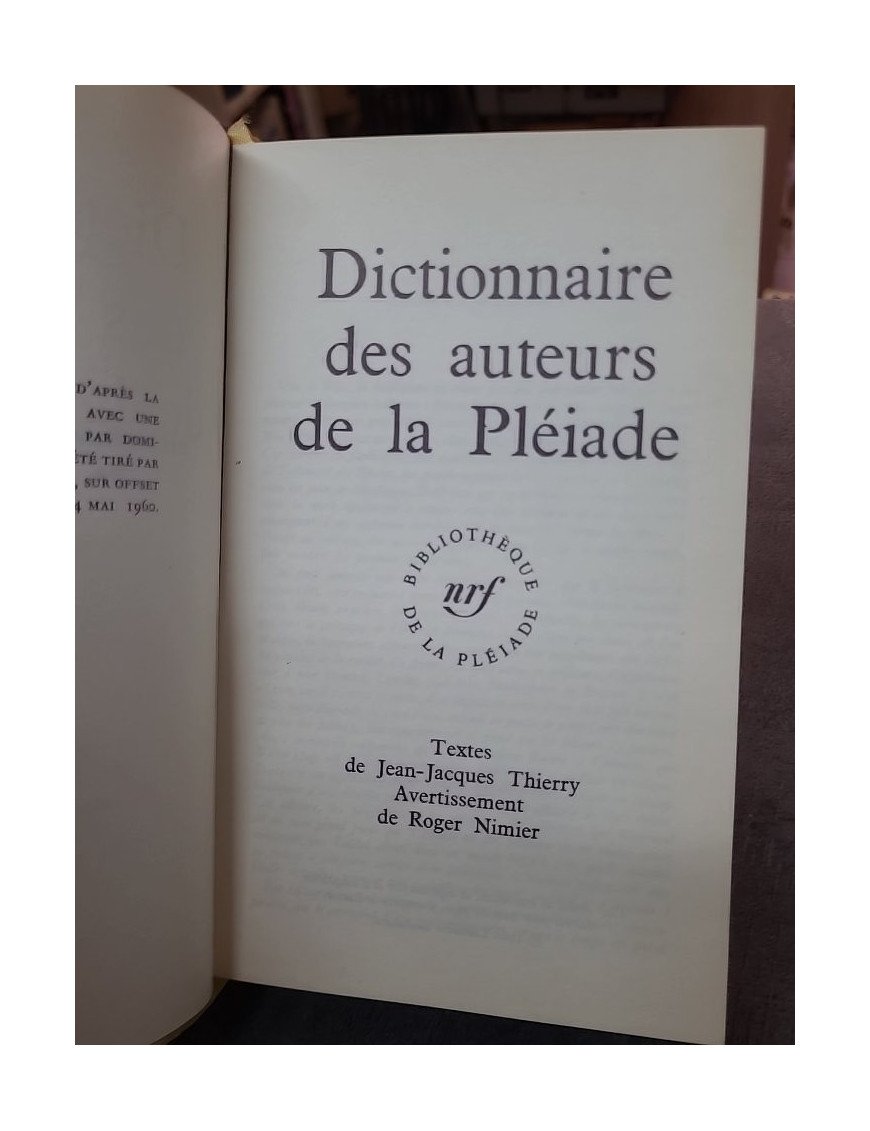 D'APRÈS LA
AVEC UNE
PAR DOMI-
ÉTÉ TIRÉ PAR
, SUR OFFSET
4 MAI 1960.
Dictionnaire
des auteurs
de la Pléiade
BIBLIOTHÈQUE
nrf
DE LA PLÉIADE
Textes
de Jean-Jacques Thierry
Avertissement
de Roger Nimier